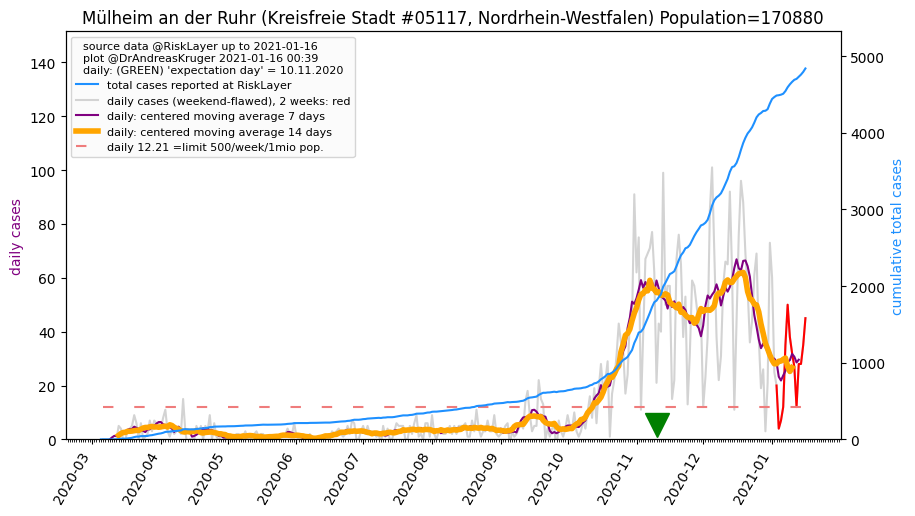 Mülheim an der Ruhr (Kreisfreie Stadt #05117, Nordrhein-Westfalen) Population=170880
source data @RiskLayer up to 2021-01-16
plot @DrAndreasKruger 2021-01-16 00:39
daily: (GREEN) 'expectation day' = 10.11.2020
total cases reported at RiskLayer
daily cases (weekend-flawed), 2 weeks: red
daily: centered moving average 7 days
daily: centered moving average 14 days
daily 12.21 =limit 500/week/1mio pop.
daily cases
140
120
100
80
60
40
20
0
cumulative total cases
5000
4000
3000
2000
1000
0
2020-03
2020-04
2020-05
2020-06
2020-07
2020-08
2020-09
2020-10
2020-11
2020-12
2021-01